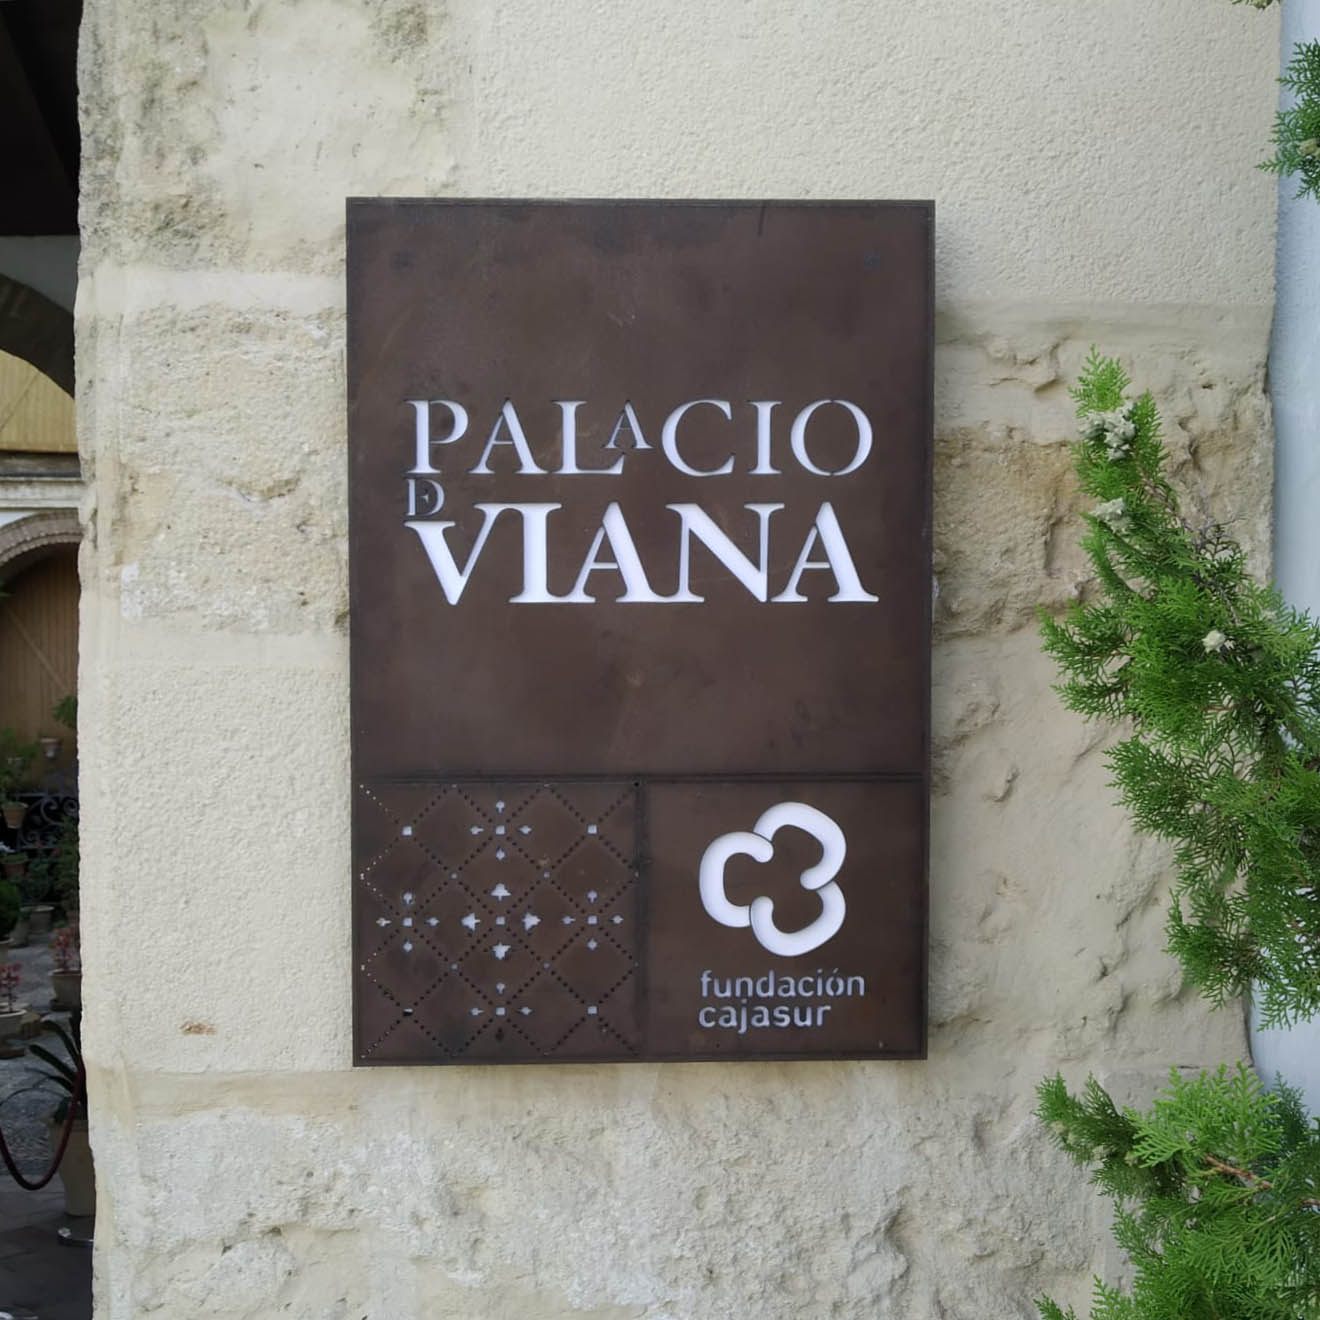 PALACIO
DE
VIANA
fundación
cajasur